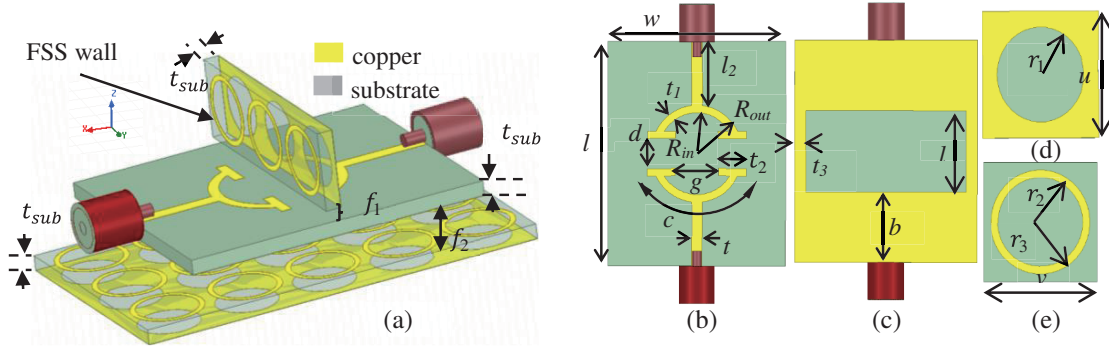 FSS wall
t_sub
copper
substrate
t_sub
t_sub
f_1
f_2
Z
X
Y
(a)
w
l
l_2
t_1
R_out
d
R_in
t_2
g
c
t
(b)
t_3
l
b
(c)
r_1
u
(d)
r_2
r_3
v
(e)